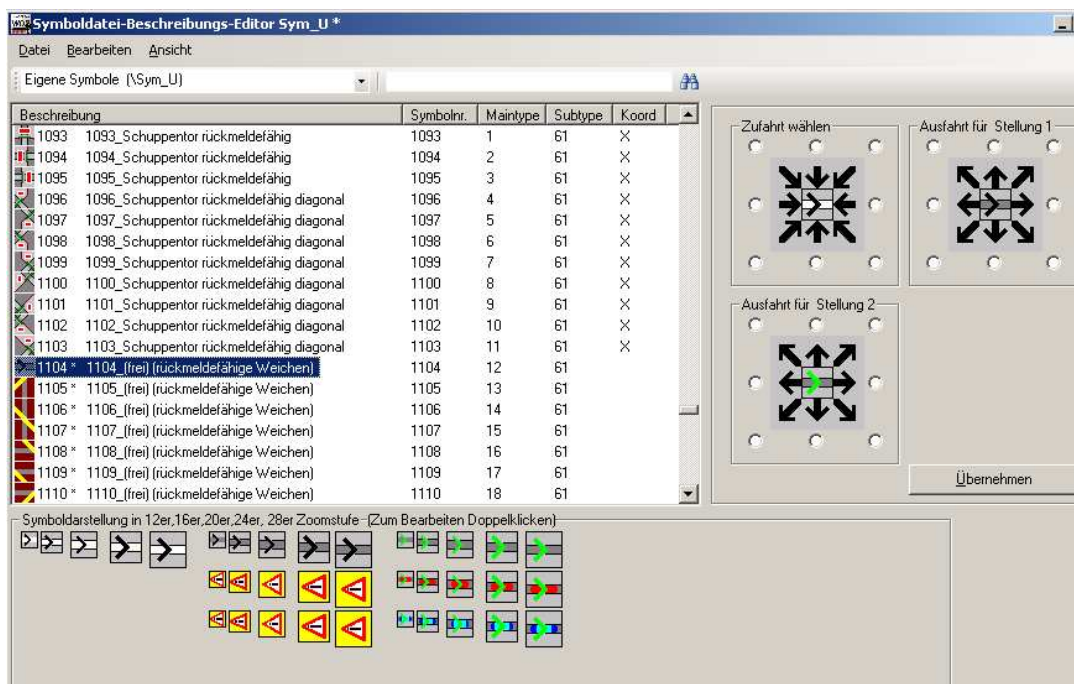 Symboldatei-Beschreibungs-Editor Sym_U *
Datei Bearbeiten Ansicht
Eigene Symbole (\Sym_U)
Beschreibung Symbolnr. Maintype Subtype Koord
1093 1093_Schuppentor rückmeldefähig 1093 1 61 X
1094 1094_Schuppentor rückmeldefähig 1094 2 61 X
1095 1095_Schuppentor rückmeldefähig 1095 3 61 X
1096 1096_Schuppentor rückmeldefähig diagonal 1096 4 61 X
1097 1097_Schuppentor rückmeldefähig diagonal 1097 5 61 X
1098 1098_Schuppentor rückmeldefähig diagonal 1098 6 61 X
1099 1099_Schuppentor rückmeldefähig diagonal 1099 7 61 X
1100 1100_Schuppentor rückmeldefähig diagonal 1100 8 61 X
1101 1101_Schuppentor rückmeldefähig diagonal 1101 9 61 X
1102 1102_Schuppentor rückmeldefähig diagonal 1102 10 61 X
1103 1103_Schuppentor rückmeldefähig diagonal 1103 11 61 X
1104 * 1104_(frei) (rückmeldefähige Weichen) 1104 12 61
1105 * 1105_(frei) (rückmeldefähige Weichen) 1105 13 61
1106 * 1106_(frei) (rückmeldefähige Weichen) 1106 14 61
1107 * 1107_(frei) (rückmeldefähige Weichen) 1107 15 61
1108 * 1108_(frei) (rückmeldefähige Weichen) 1108 16 61
1109 * 1109_(frei) (rückmeldefähige Weichen) 1109 17 61
1110 * 1110_(frei) (rückmeldefähige Weichen) 1110 18 61
Zufahrt wählen
Ausfahrt für Stellung 1
Ausfahrt für Stellung 2
Übernehmen
Symboldarstellung in 12er,16er,20er,24er, 28er Zoomstufe (Zum Bearbeiten Doppelklicken)